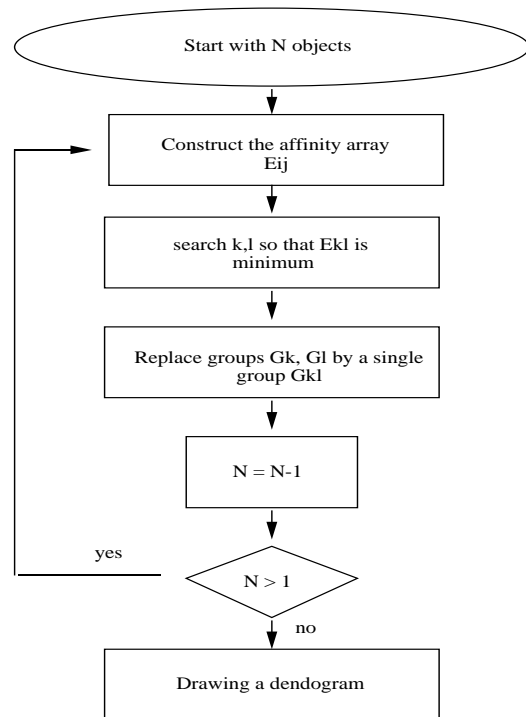 Start with N objects
Construct the affinity array
Eij
search k,l so that Ekl is
minimum
Replace groups Gk, Gl by a single
group Gkl
N = N-1
yes
N > 1
no
Drawing a dendogram